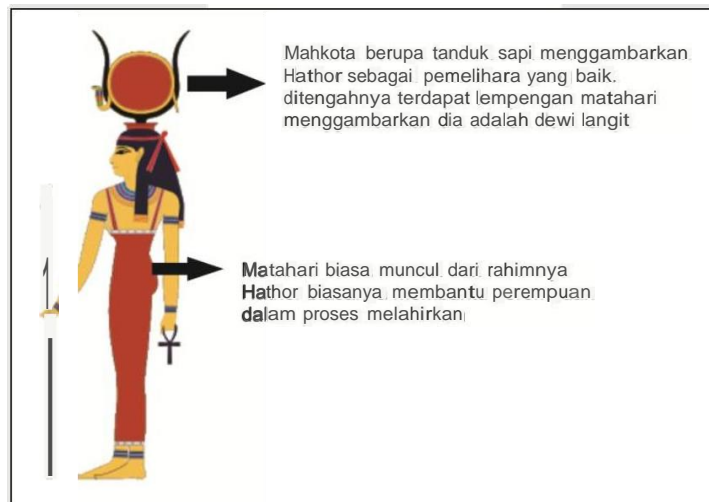 Mahkota berupa tanduk sapi menggambarkan
Hathor sebagai pemelihara yang baik.
ditengahnya terdapat lempengan matahari
menggambarkan dia adalah dewi langit
Matahari biasa muncul dari rahimnya
Hathor biasanya membantu perempuan
dalam proses melahirkan